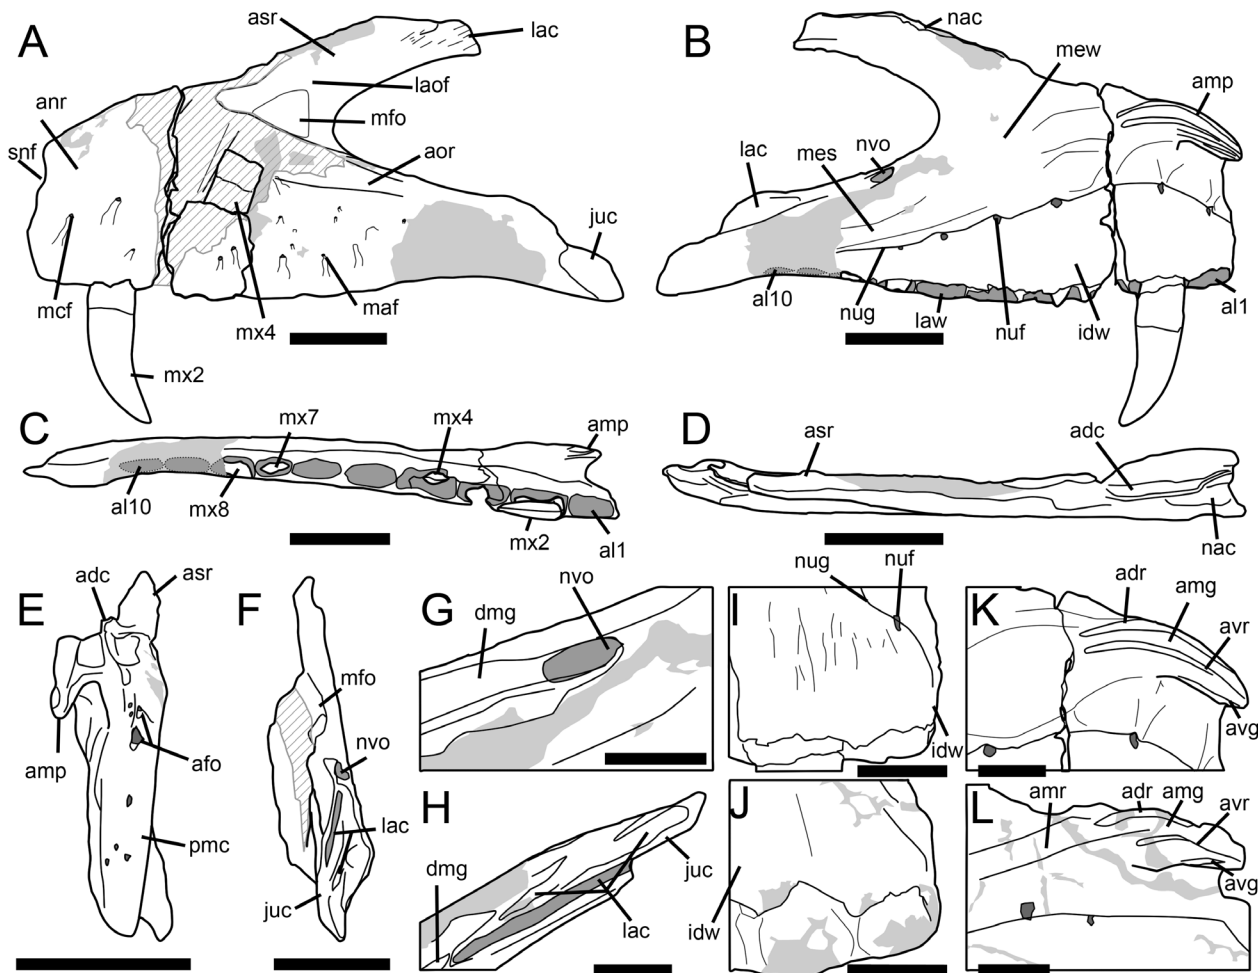 A
asr
lac
laof
mfo
anr
snf
aor
juc
mcf
mx4
maf
mx2
B
nac
mew
amp
lac
mes
nvo
al10
nug
law
nuf
idw
al1
C
mx7
mx4
amp
al10
mx8
mx2
al1
D
asr
adc
nac
E
adc
asr
amp
afo
pmc
F
mfo
nvo
lac
juc
G
dmg
nvo
H
dmg
lac
juc
I
nug
nuf
idw
J
idw
K
adr
amg
avr
avg
L
amr
adr
amg
avr
avg